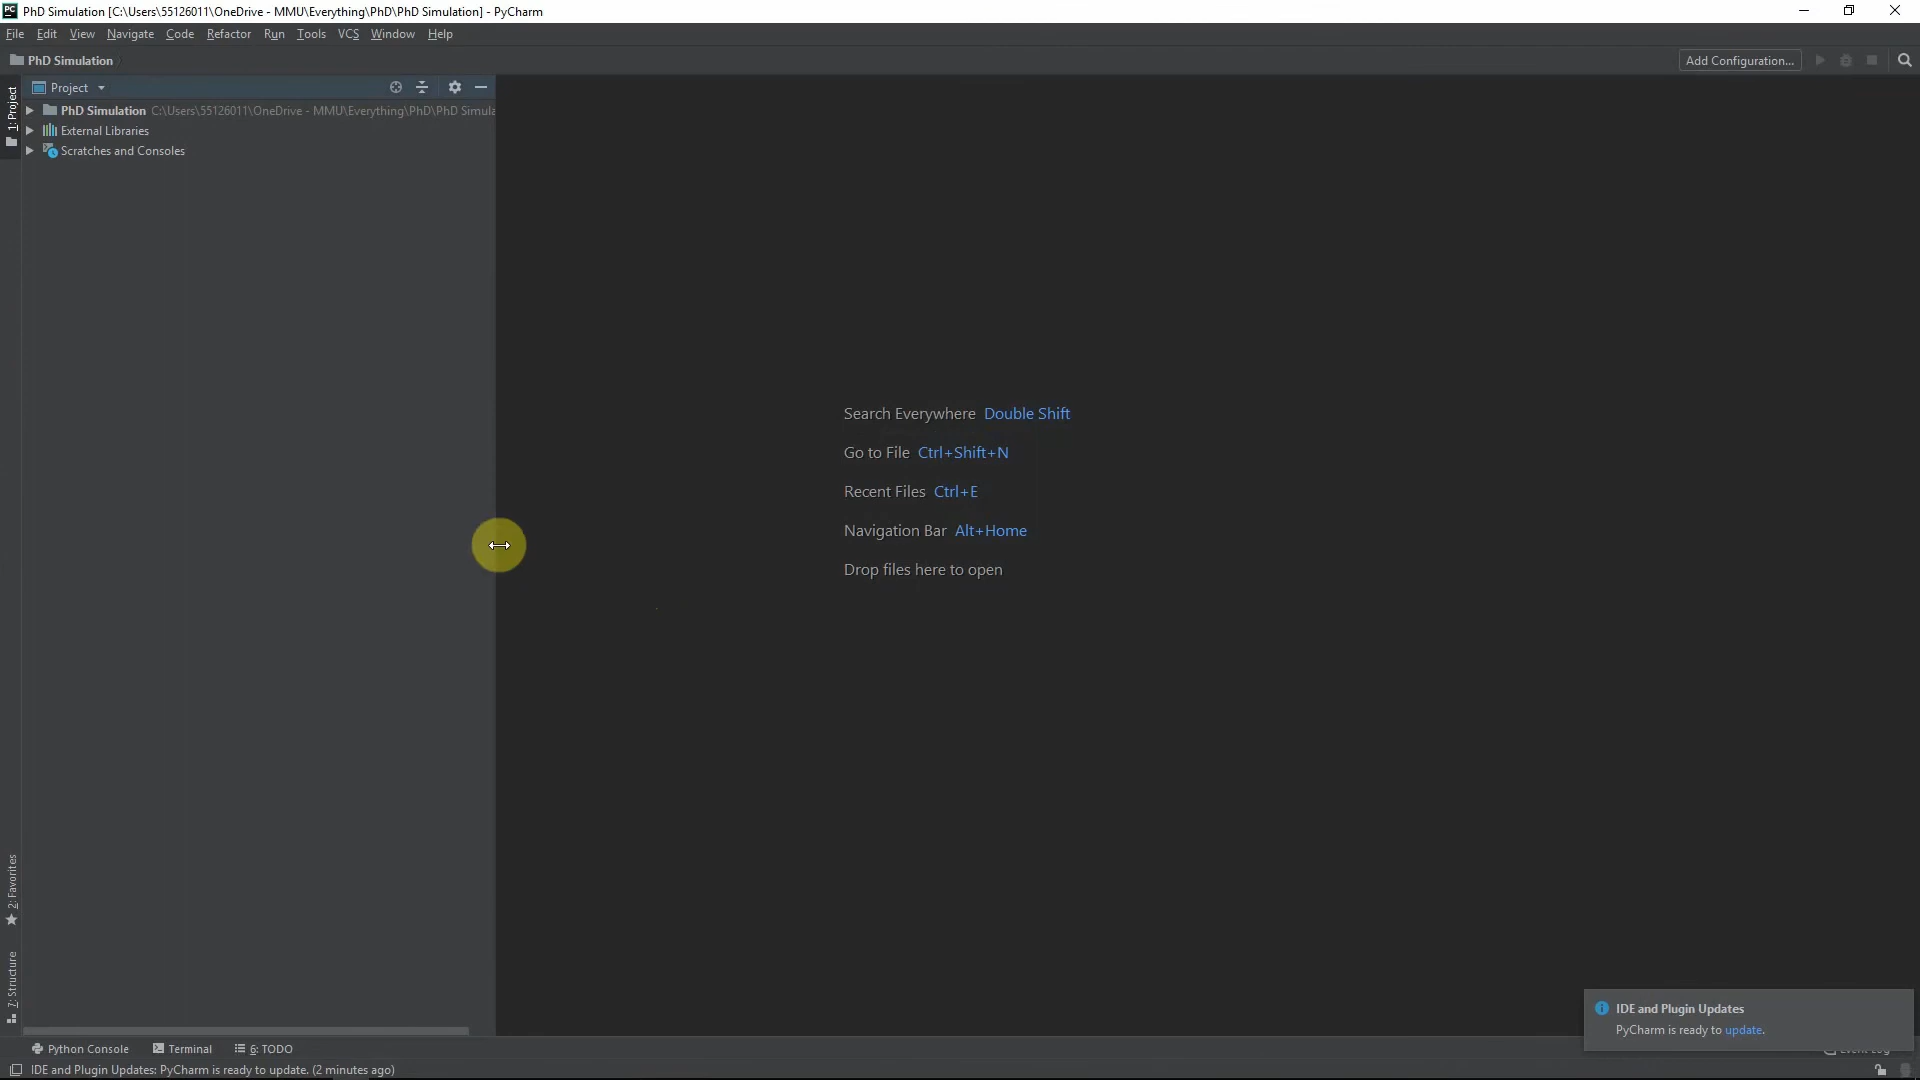 PhD Simulation [C:\Users\55126011\OneDrive - MMU\Everything\PhD\PhD Simulation] - PyCharm
File Edit View Navigate Code Refactor Run Tools VCS Window Help
PhD Simulation
Add Configuration...
Project
1: Project
PhD Simulation C:\Users\55126011\OneDrive - MMU\Everything\PhD\PhD Simula
External Libraries
Scratches and Consoles
Search Everywhere Double Shift
Go to File Ctrl+Shift+N
Recent Files Ctrl+E
Navigation Bar Alt+Home
Drop files here to open
2: Favorites
7: Structure
IDE and Plugin Updates
PyCharm is ready to update.
Python Console Terminal 6: TODO
Event Log
IDE and Plugin Updates: PyCharm is ready to update. (2 minutes ago)